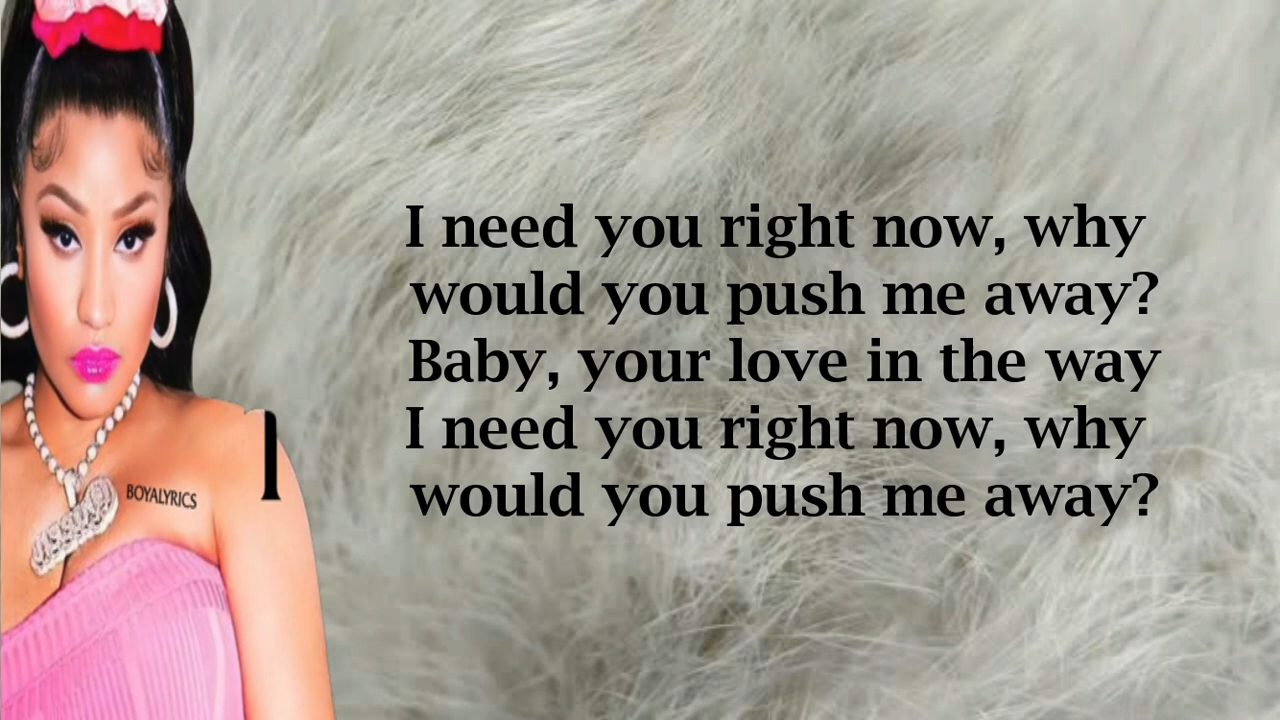 I need you right now, why
would you push me away?
Baby, your love in the way
I need you right now, why
would you push me away?
BOYALYRICS